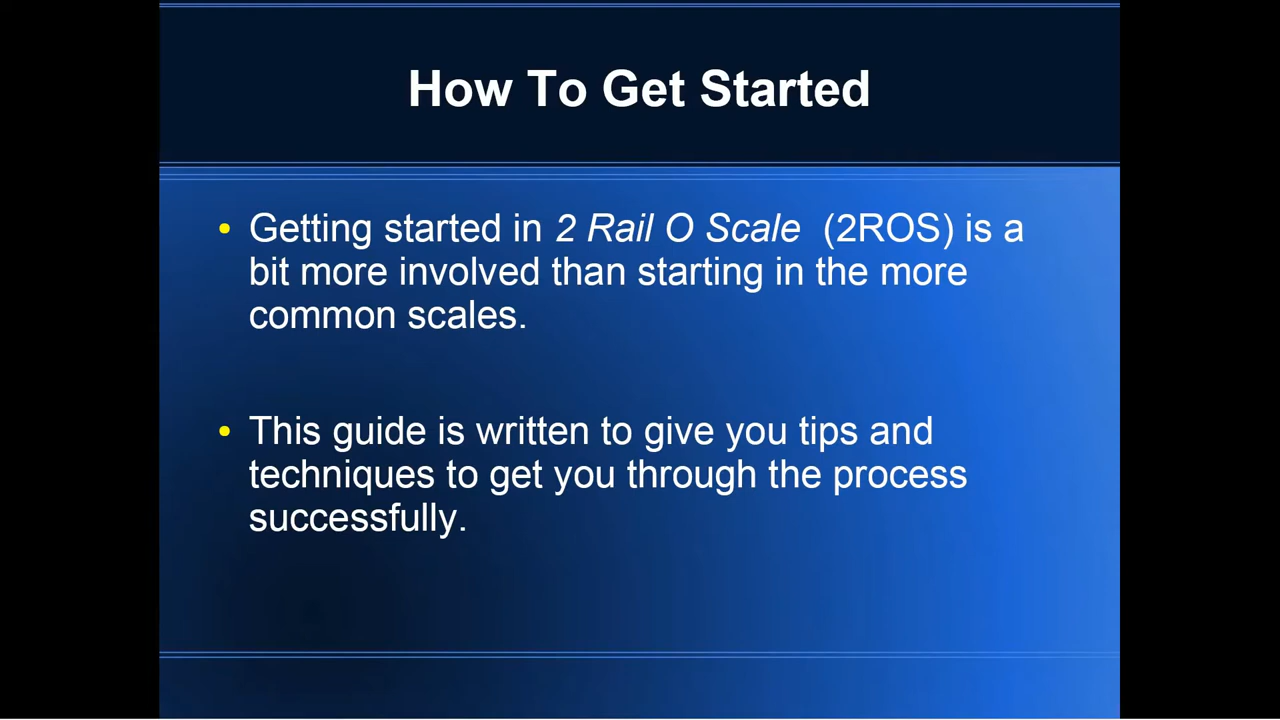 How To Get Started
• Getting started in 2 Rail O Scale (2ROS) is a
bit more involved than starting in the more
common scales.
• This guide is written to give you tips and
techniques to get you through the process
successfully.